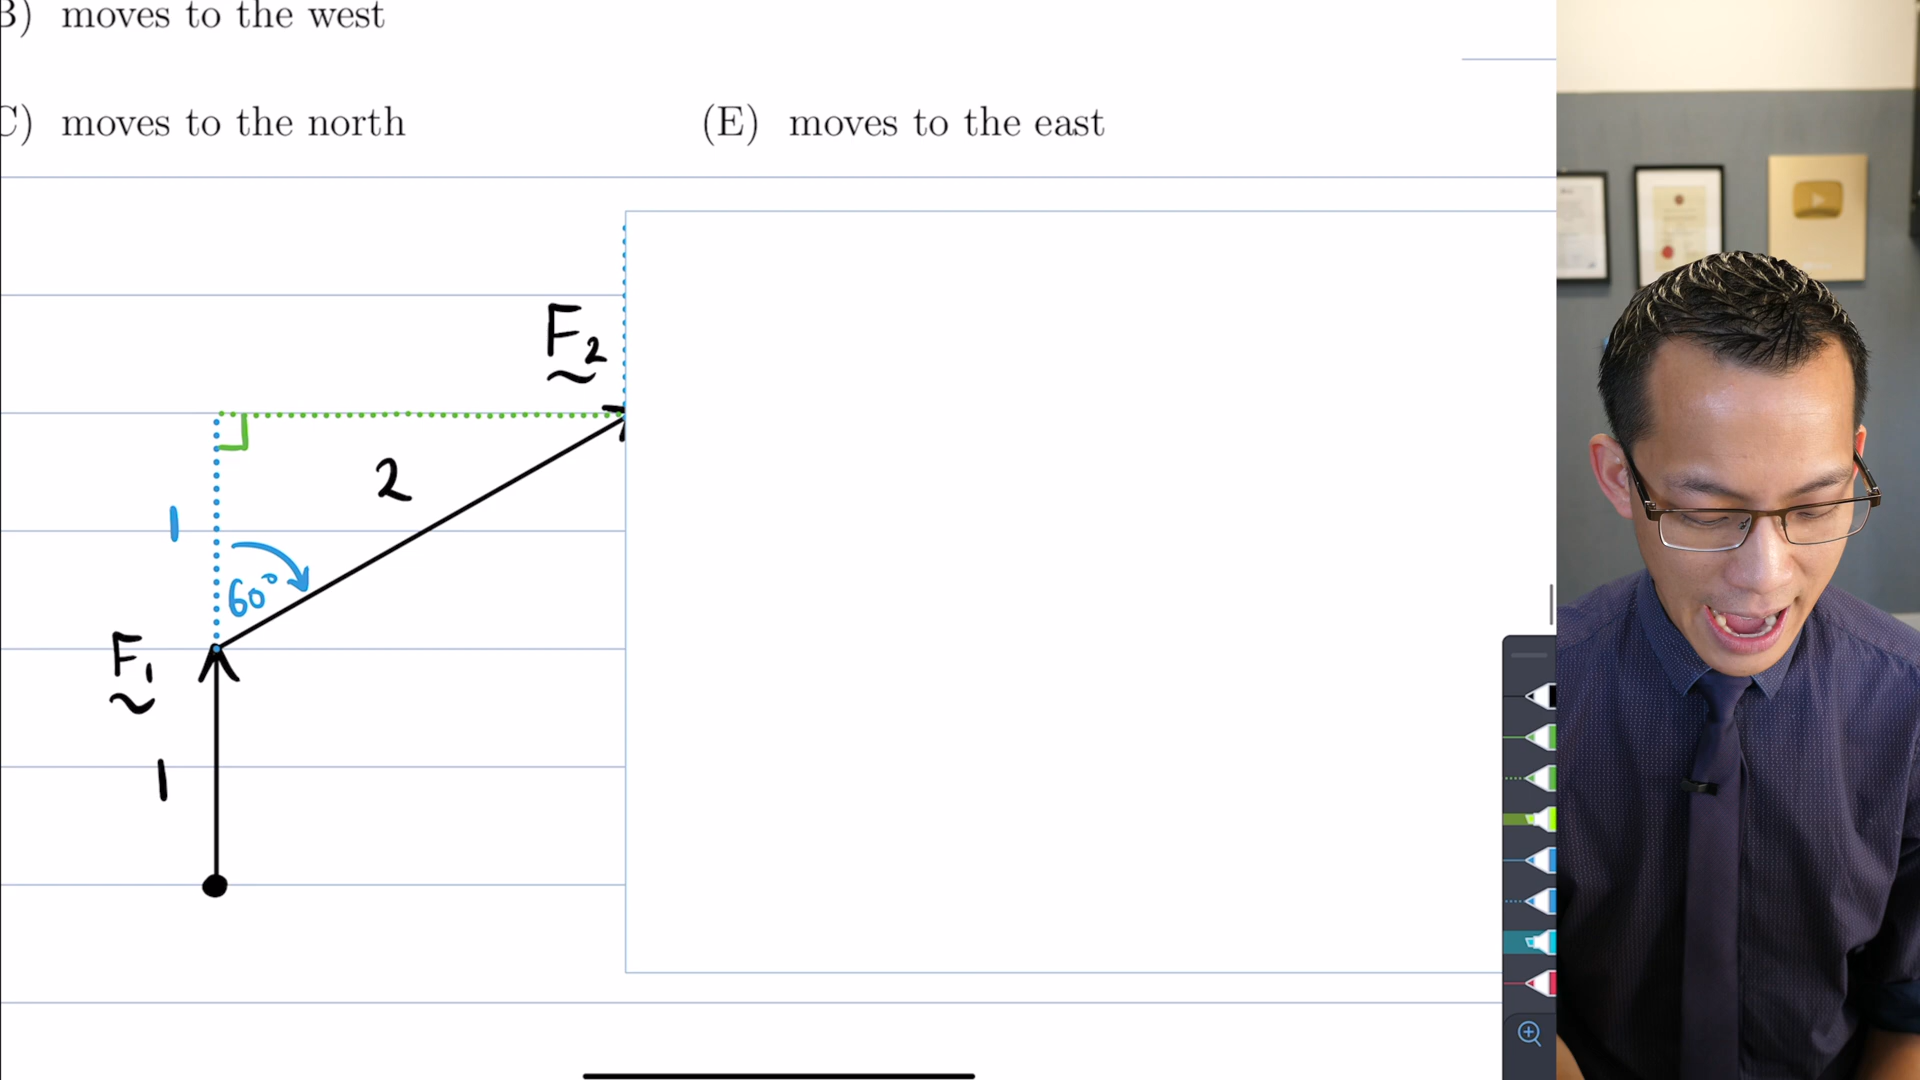 B) moves to the west
C) moves to the north
(E) moves to the east
F₂
2
1
60°
F₁
1